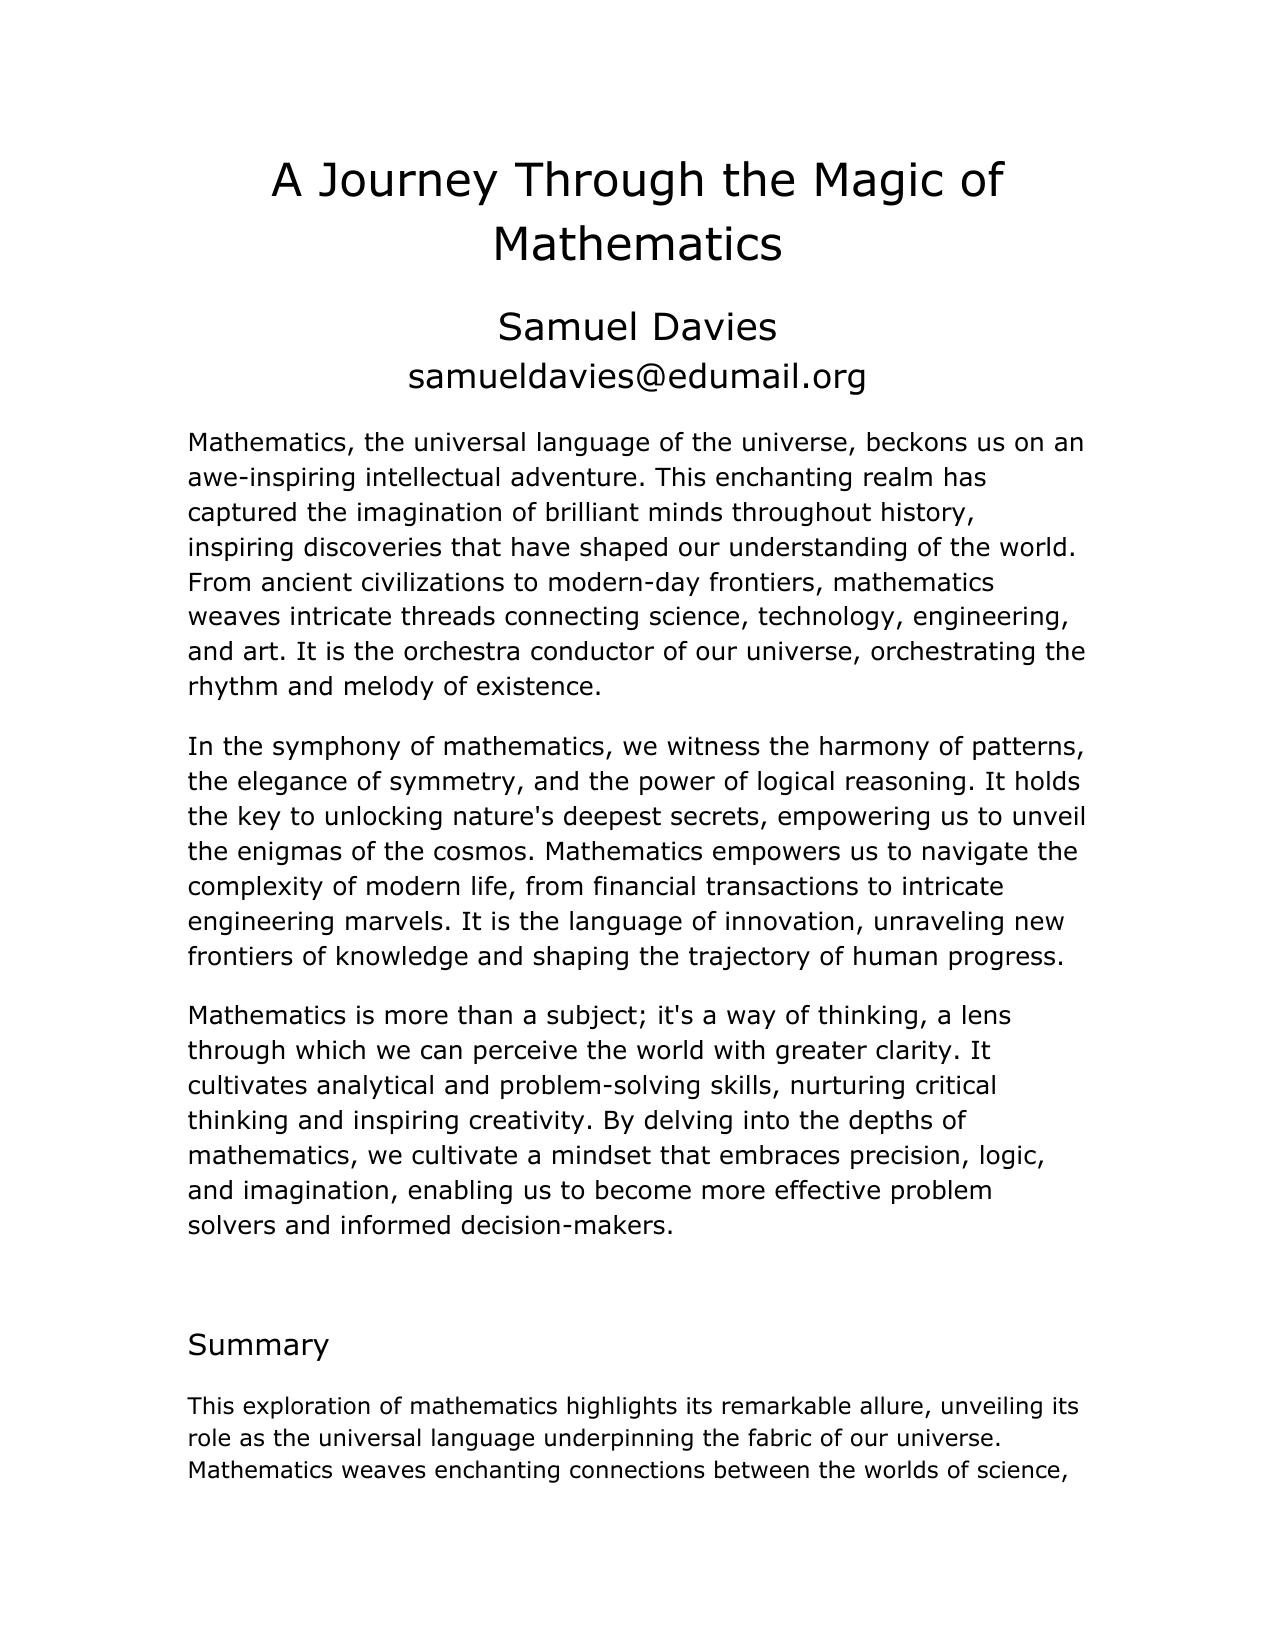 A Journey Through the Magic of
Mathematics
Samuel Davies
samueldavies@edumail.org
Mathematics, the universal language of the universe, beckons us on an
awe-inspiring intellectual adventure. This enchanting realm has
captured the imagination of brilliant minds throughout history,
inspiring discoveries that have shaped our understanding of the world.
From ancient civilizations to modern-day frontiers, mathematics
weaves intricate threads connecting science, technology, engineering,
and art. It is the orchestra conductor of our universe, orchestrating the
rhythm and melody of existence.
In the symphony of mathematics, we witness the harmony of patterns,
the elegance of symmetry, and the power of logical reasoning. It holds
the key to unlocking nature's deepest secrets, empowering us to unveil
the enigmas of the cosmos. Mathematics empowers us to navigate the
complexity of modern life, from financial transactions to intricate
engineering marvels. It is the language of innovation, unraveling new
frontiers of knowledge and shaping the trajectory of human progress.
Mathematics is more than a subject; it's a way of thinking, a lens
through which we can perceive the world with greater clarity. It
cultivates analytical and problem-solving skills, nurturing critical
thinking and inspiring creativity. By delving into the depths of
mathematics, we cultivate a mindset that embraces precision, logic,
and imagination, enabling us to become more effective problem
solvers and informed decision-makers.
Summary
This exploration of mathematics highlights its remarkable allure, unveiling its
role as the universal language underpinning the fabric of our universe.
Mathematics weaves enchanting connections between the worlds of science,